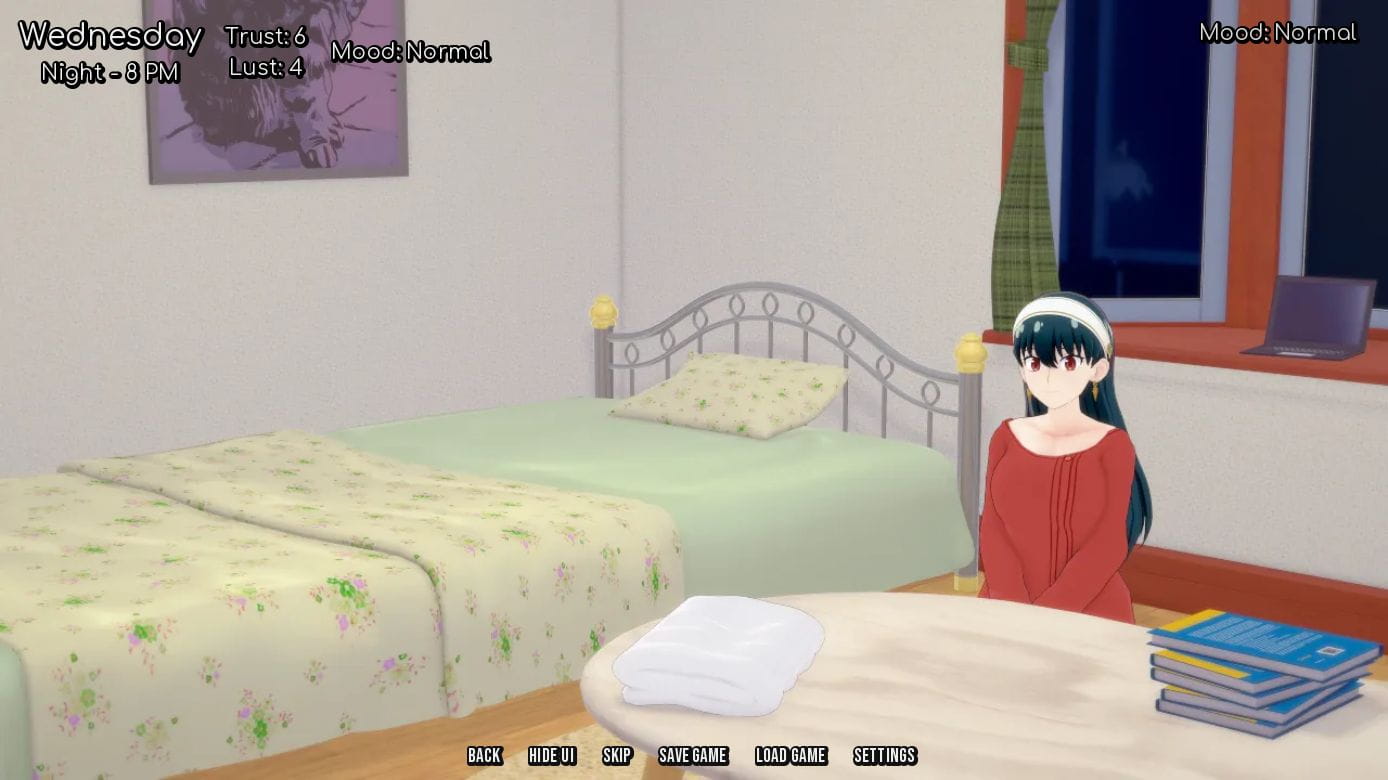 Wednesday
Night - 8 PM
Trust: 6
Lust: 4
Mood: Normal
Mood: Normal
BACK
HIDE UI
SKIP
SAVE GAME
LOAD GAME
SETTINGS